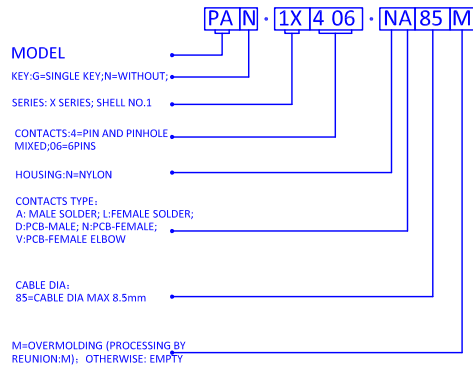 PA N · 1X 4 06 · NA 85 M
MODEL
KEY:G=SINGLE KEY;N=WITHOUT;
SERIES: X SERIES; SHELL NO.1
CONTACTS:4=PIN AND PINHOLE
MIXED;06=6PINS
HOUSING:N=NYLON
CONTACTS TYPE:
A: MALE SOLDER; L:FEMALE SOLDER;
D:PCB-MALE; N:PCB-FEMALE;
V:PCB-FEMALE ELBOW
CABLE DIA:
85=CABLE DIA MAX 8.5mm
M=OVERMOLDING (PROCESSING BY
REUNION:M); OTHERWISE: EMPTY